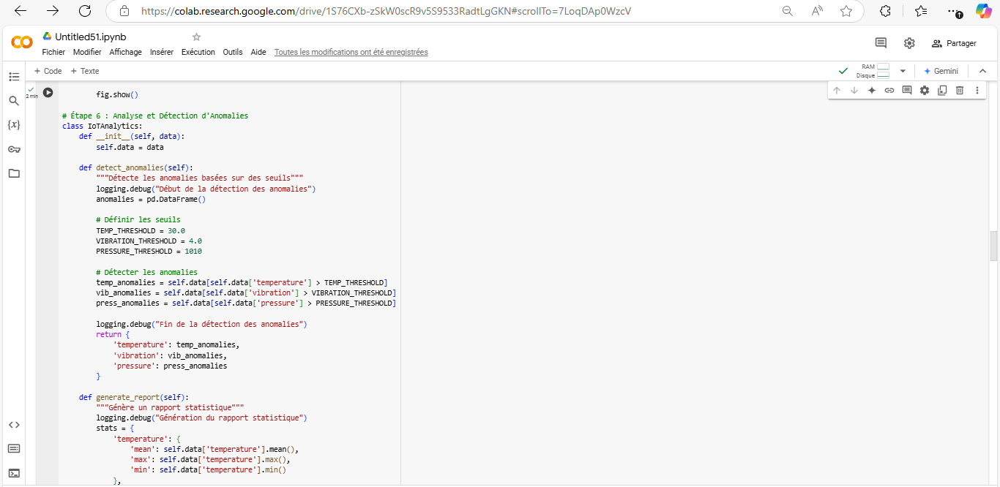 https://colab.research.google.com/drive/1S76CXb-zSkW0scR9v5S9533RadtLgGKN#scrollTo=7LoqDAp0WzcV
CO
Untitled51.ipynb
Fichier Modifier Affichage Insérer Exécution Outils Aide Toutes les modifications ont été enregistrées
Partager
+ Code + Texte
RAM
Disque
Gemini
2 min
fig.show()
# Étape 6 : Analyse et Détection d'Anomalies
class IoTAnalytics:
    def __init__(self, data):
        self.data = data
    def detect_anomalies(self):
        """Détecte les anomalies basées sur des seuils"""
        logging.debug("Début de la détection des anomalies")
        anomalies = pd.DataFrame()
        # Définir les seuils
        TEMP_THRESHOLD = 30.0
        VIBRATION_THRESHOLD = 4.0
        PRESSURE_THRESHOLD = 1010
        # Détecter les anomalies
        temp_anomalies = self.data[self.data['temperature'] > TEMP_THRESHOLD]
        vib_anomalies = self.data[self.data['vibration'] > VIBRATION_THRESHOLD]
        press_anomalies = self.data[self.data['pressure'] > PRESSURE_THRESHOLD]
        logging.debug("Fin de la détection des anomalies")
        return {
            'temperature': temp_anomalies,
            'vibration': vib_anomalies,
            'pressure': press_anomalies
        }
    def generate_report(self):
        """Génère un rapport statistique"""
        logging.debug("Génération du rapport statistique")
        stats = {
            'temperature': {
                'mean': self.data['temperature'].mean(),
                'max': self.data['temperature'].max(),
                'min': self.data['temperature'].min()
            },